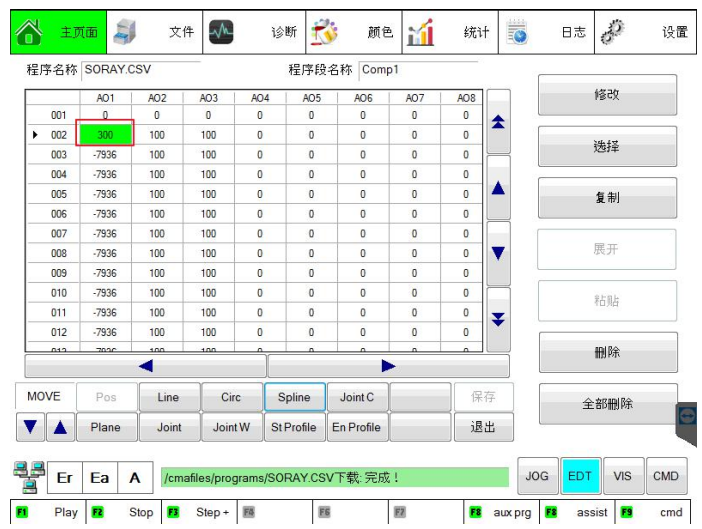 主页面 文件 诊断 颜色 统计 日志 设置
程序名称 SORAY.CSV 程序段名称 Comp1
AO1 AO2 AO3 AO4 AO5 AO6 AO7 AO8
001 0 0 0 0 0 0 0 0
002 300 100 100 0 0 0 0 0
003 -7936 100 100 0 0 0 0 0
004 -7936 100 100 0 0 0 0 0
005 -7936 100 100 0 0 0 0 0
006 -7936 100 100 0 0 0 0 0
007 -7936 100 100 0 0 0 0 0
008 -7936 100 100 0 0 0 0 0
009 -7936 100 100 0 0 0 0 0
010 -7936 100 100 0 0 0 0 0
011 -7936 100 100 0 0 0 0 0
012 -7936 100 100 0 0 0 0 0
修改
选择
复制
展开
粘贴
删除
全部删除
MOVE Pos Line Circ Spline Joint C 保存
Plane Joint Joint W St Profile En Profile 退出
Er Ea A /cmafiles/programs/SORAY.CSV下载: 完成！ JOG EDT VIS CMD
F1 Play F2 Stop F3 Step + F4 F6 F7 F8 aux prg F8 assist F9 cmd